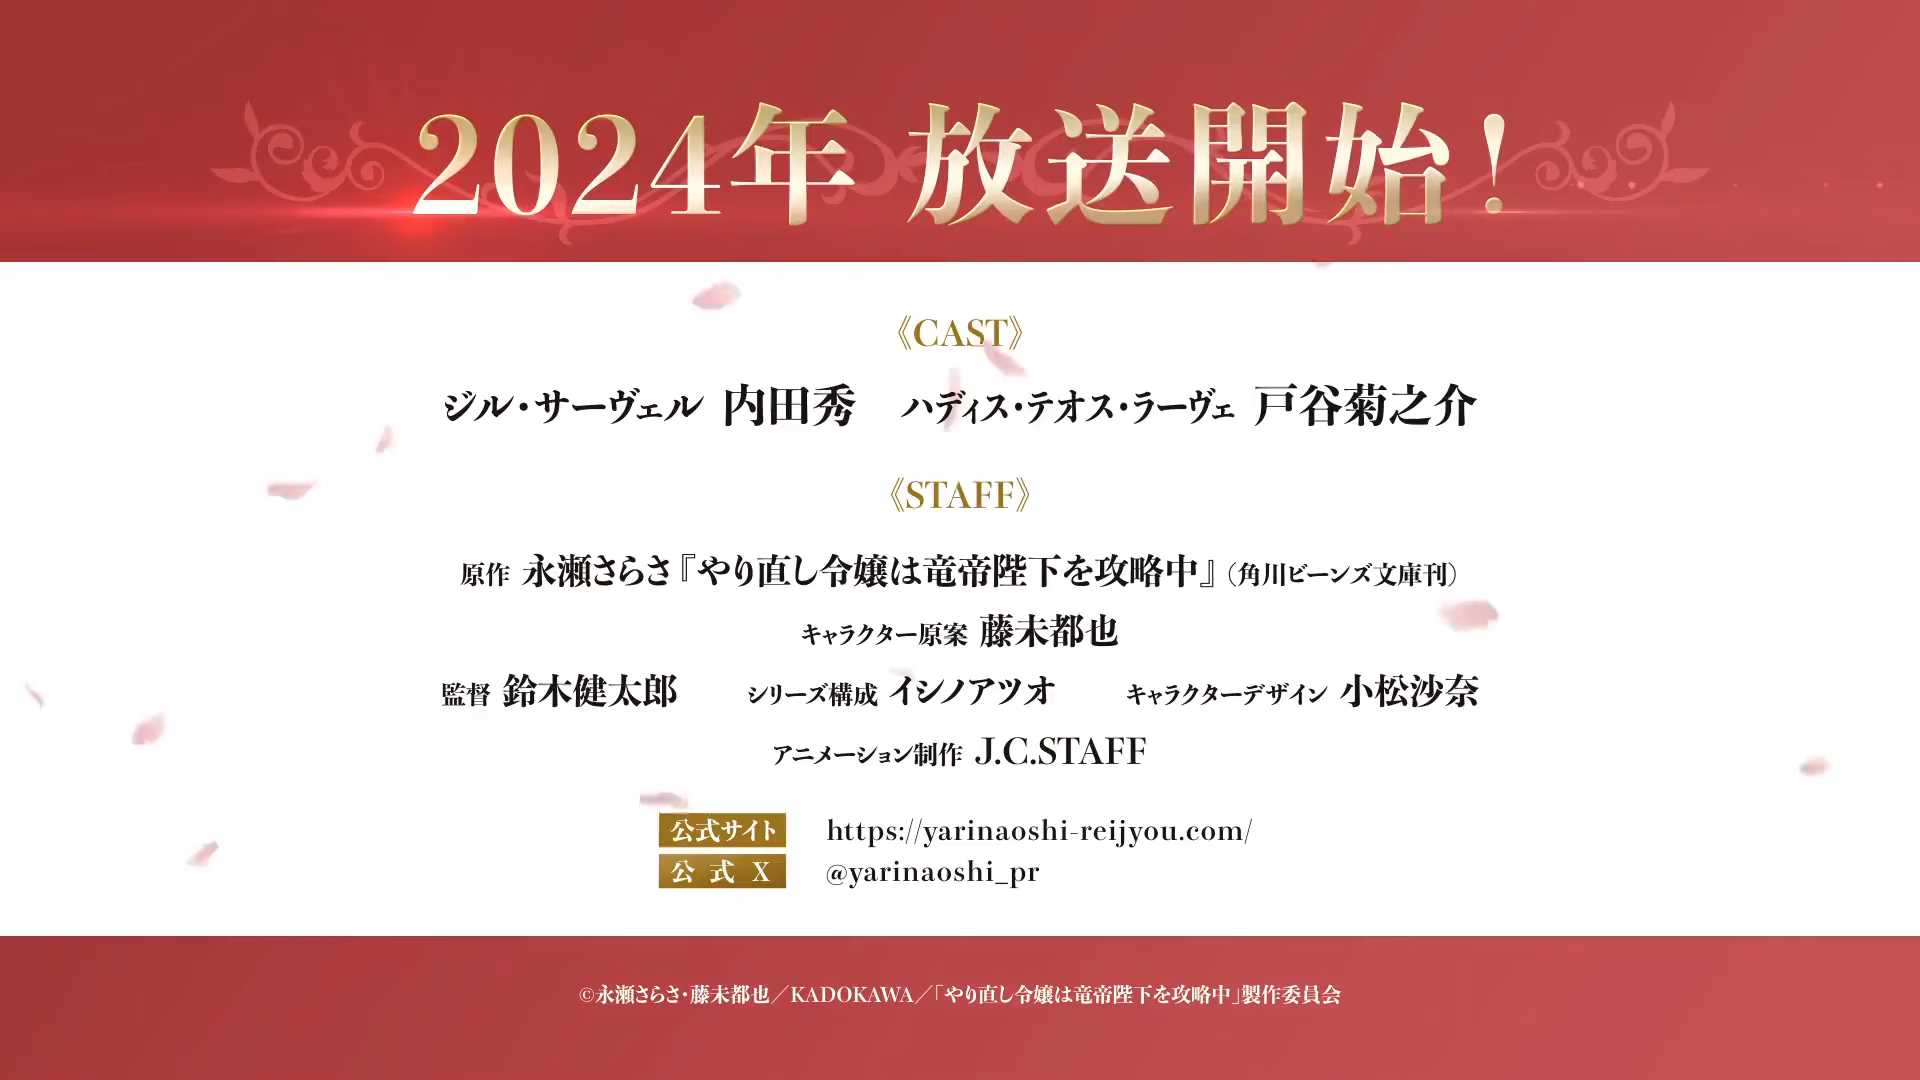 2024年 放送開始!
《CAST》
ジル・サーヴェル 内田秀　ハディス・テオス・ラーヴェ 戸谷菊之介
《STAFF》
原作 永瀬さらさ『やり直し令嬢は竜帝陛下を攻略中』（角川ビーンズ文庫刊）
キャラクター原案 藤未都也
監督 鈴木健太郎　シリーズ構成 イシノアツオ　キャラクターデザイン 小松沙奈
アニメーション制作 J.C.STAFF
公式サイト https://yarinaoshi-reijyou.com/
公式X @yarinaoshi_pr
©永瀬さらさ・藤未都也／KADOKAWA／「やり直し令嬢は竜帝陛下を攻略中」製作委員会